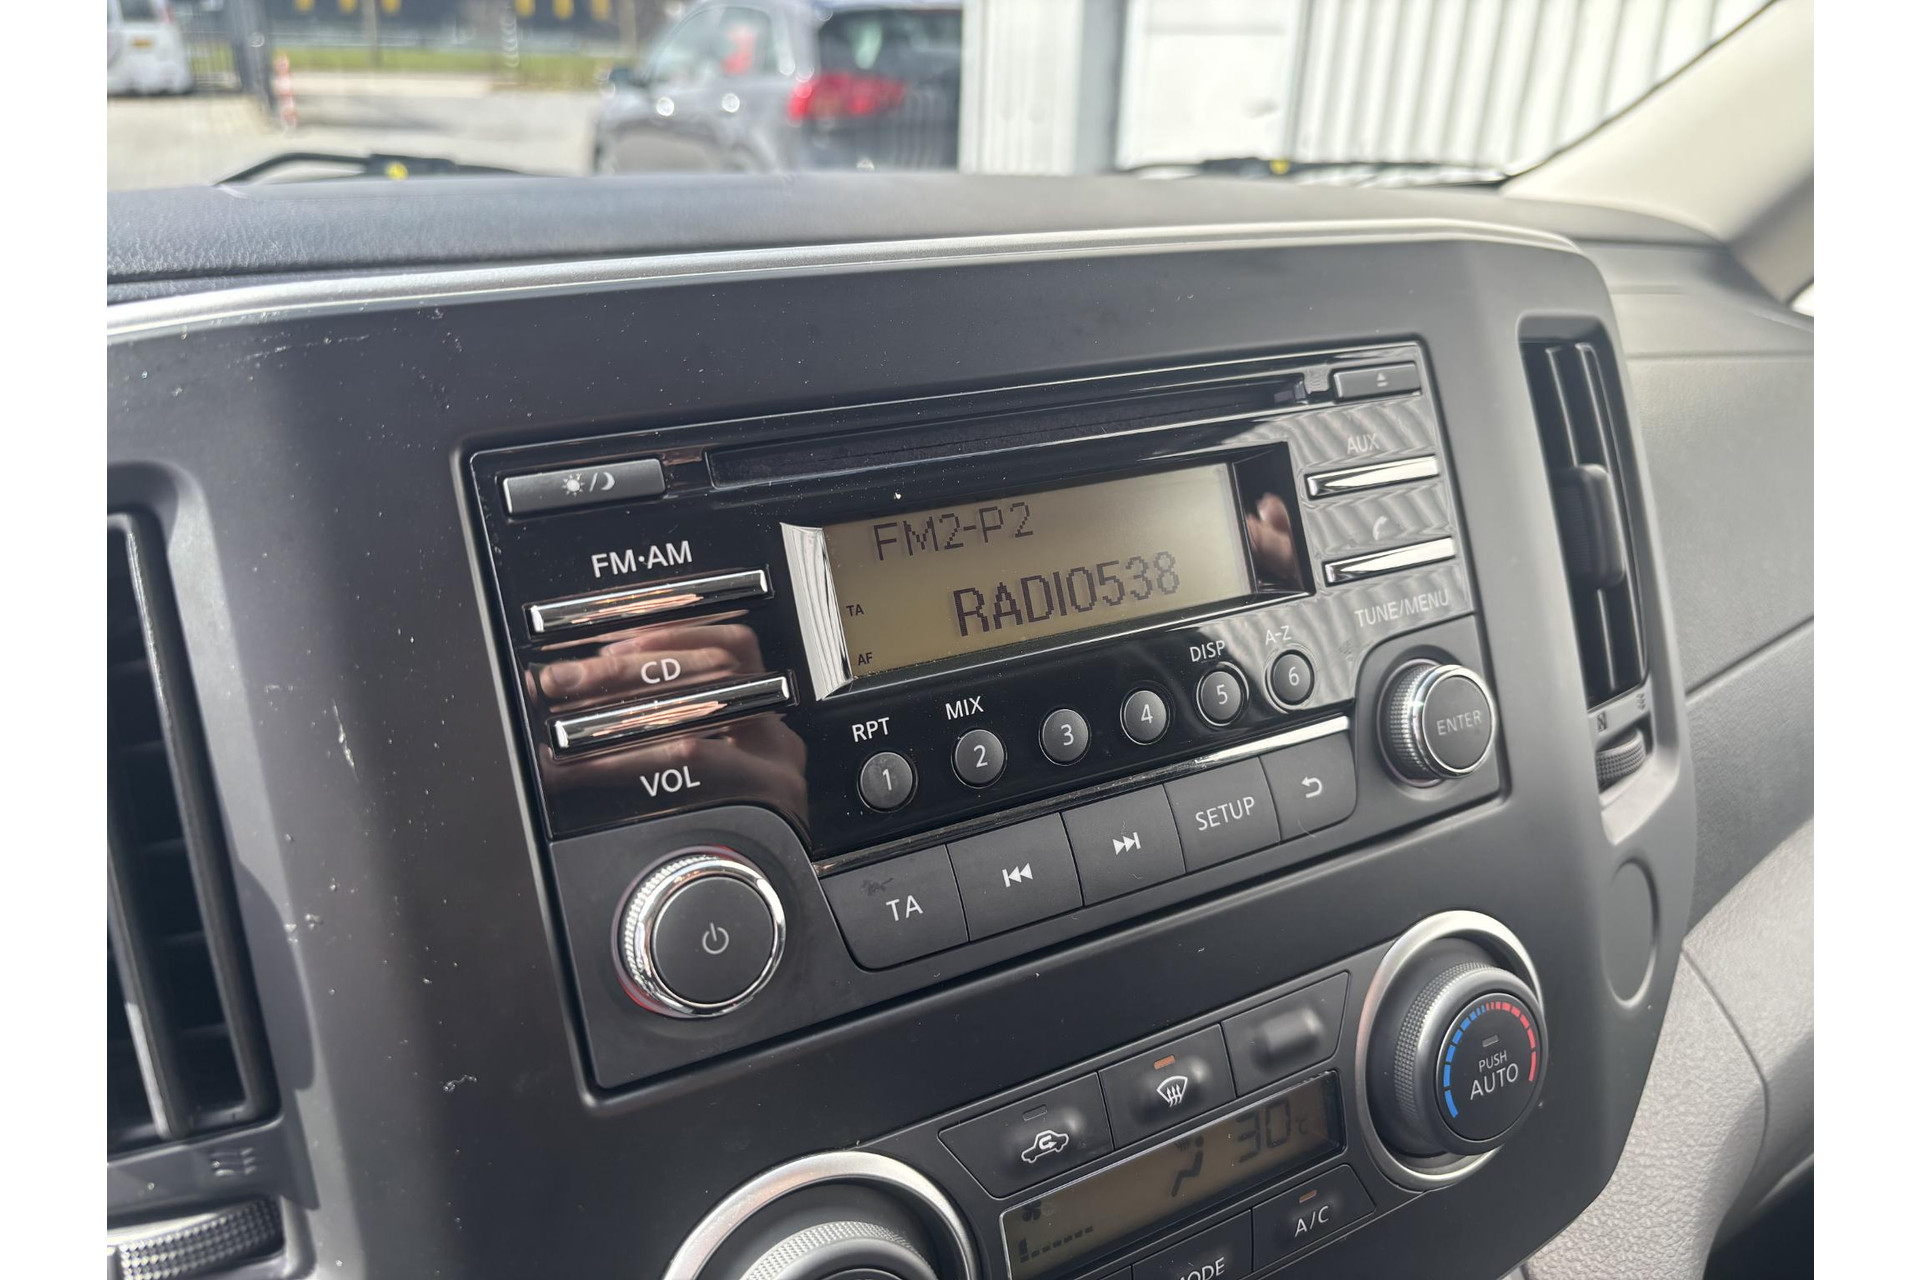 AUX
FM2-P2
FM·AM
RADIO538
TA
AF
TUNE/MENU
CD
A-Z
DISP
MIX
RPT
1
2
3
4
5
6
ENTER
VOL
SETUP
TA
PUSH
AUTO
30°C
A/C
MODE